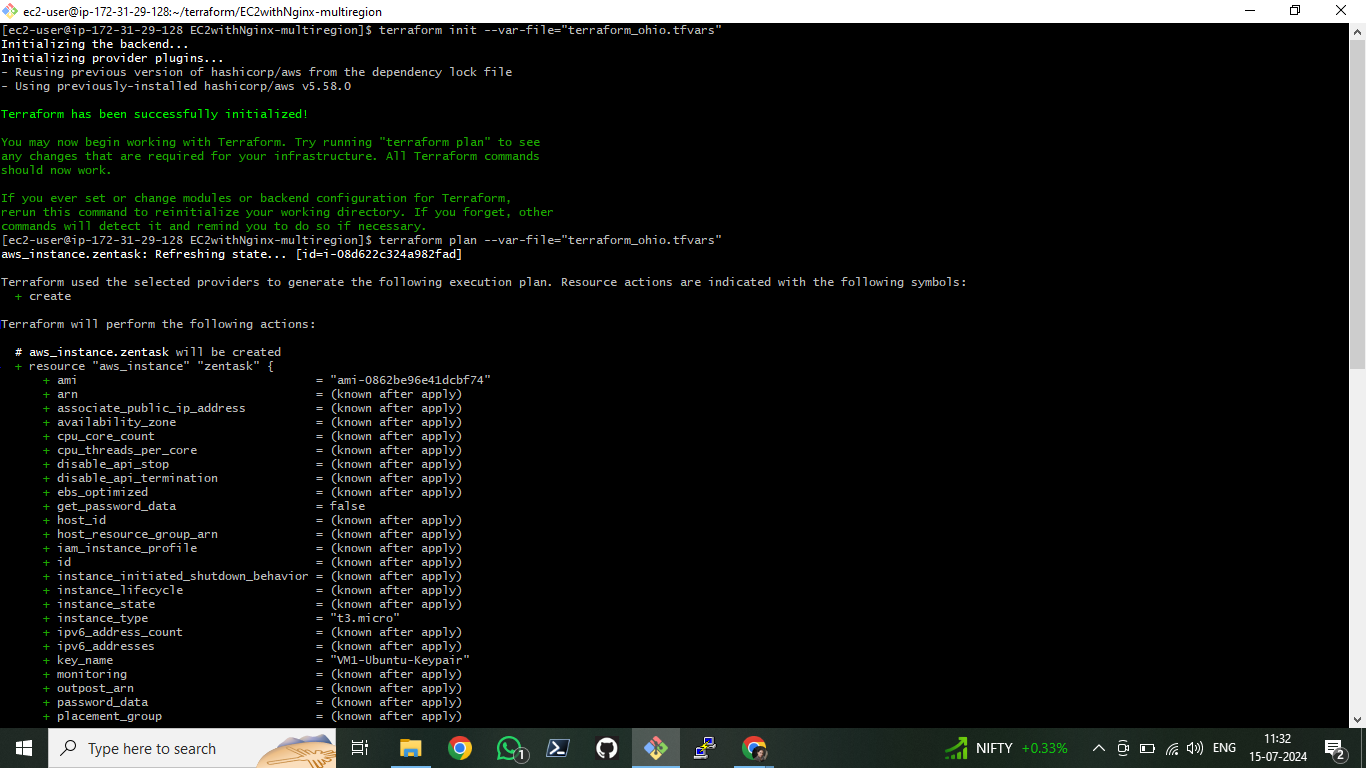 ec2-user@ip-172-31-29-128:~/terraform/EC2withNginx-multiregion
[ec2-user@ip-172-31-29-128 EC2withNginx-multiregion]$ terraform init --var-file="terraform_ohio.tfvars"
Initializing the backend...
Initializing provider plugins...
- Reusing previous version of hashicorp/aws from the dependency lock file
- Using previously-installed hashicorp/aws v5.58.0
Terraform has been successfully initialized!
You may now begin working with Terraform. Try running "terraform plan" to see
any changes that are required for your infrastructure. All Terraform commands
should now work.
If you ever set or change modules or backend configuration for Terraform,
rerun this command to reinitialize your working directory. If you forget, other
commands will detect it and remind you to do so if necessary.
[ec2-user@ip-172-31-29-128 EC2withNginx-multiregion]$ terraform plan --var-file="terraform_ohio.tfvars"
aws_instance.zentask: Refreshing state... [id=i-08d622c324a982fad]
Terraform used the selected providers to generate the following execution plan. Resource actions are indicated with the following symbols:
+ create
Terraform will perform the following actions:
# aws_instance.zentask will be created
+ resource "aws_instance" "zentask" {
+ ami = "ami-0862be96e41dcbf74"
+ arn = (known after apply)
+ associate_public_ip_address = (known after apply)
+ availability_zone = (known after apply)
+ cpu_core_count = (known after apply)
+ cpu_threads_per_core = (known after apply)
+ disable_api_stop = (known after apply)
+ disable_api_termination = (known after apply)
+ ebs_optimized = (known after apply)
+ get_password_data = false
+ host_id = (known after apply)
+ host_resource_group_arn = (known after apply)
+ iam_instance_profile = (known after apply)
+ id = (known after apply)
+ instance_initiated_shutdown_behavior = (known after apply)
+ instance_lifecycle = (known after apply)
+ instance_state = (known after apply)
+ instance_type = "t3.micro"
+ ipv6_address_count = (known after apply)
+ ipv6_addresses = (known after apply)
+ key_name = "VM1-Ubuntu-Keypair"
+ monitoring = (known after apply)
+ outpost_arn = (known after apply)
+ password_data = (known after apply)
+ placement_group = (known after apply)
Type here to search
1
NIFTY +0.33%
ENG
11:32
15-07-2024
2